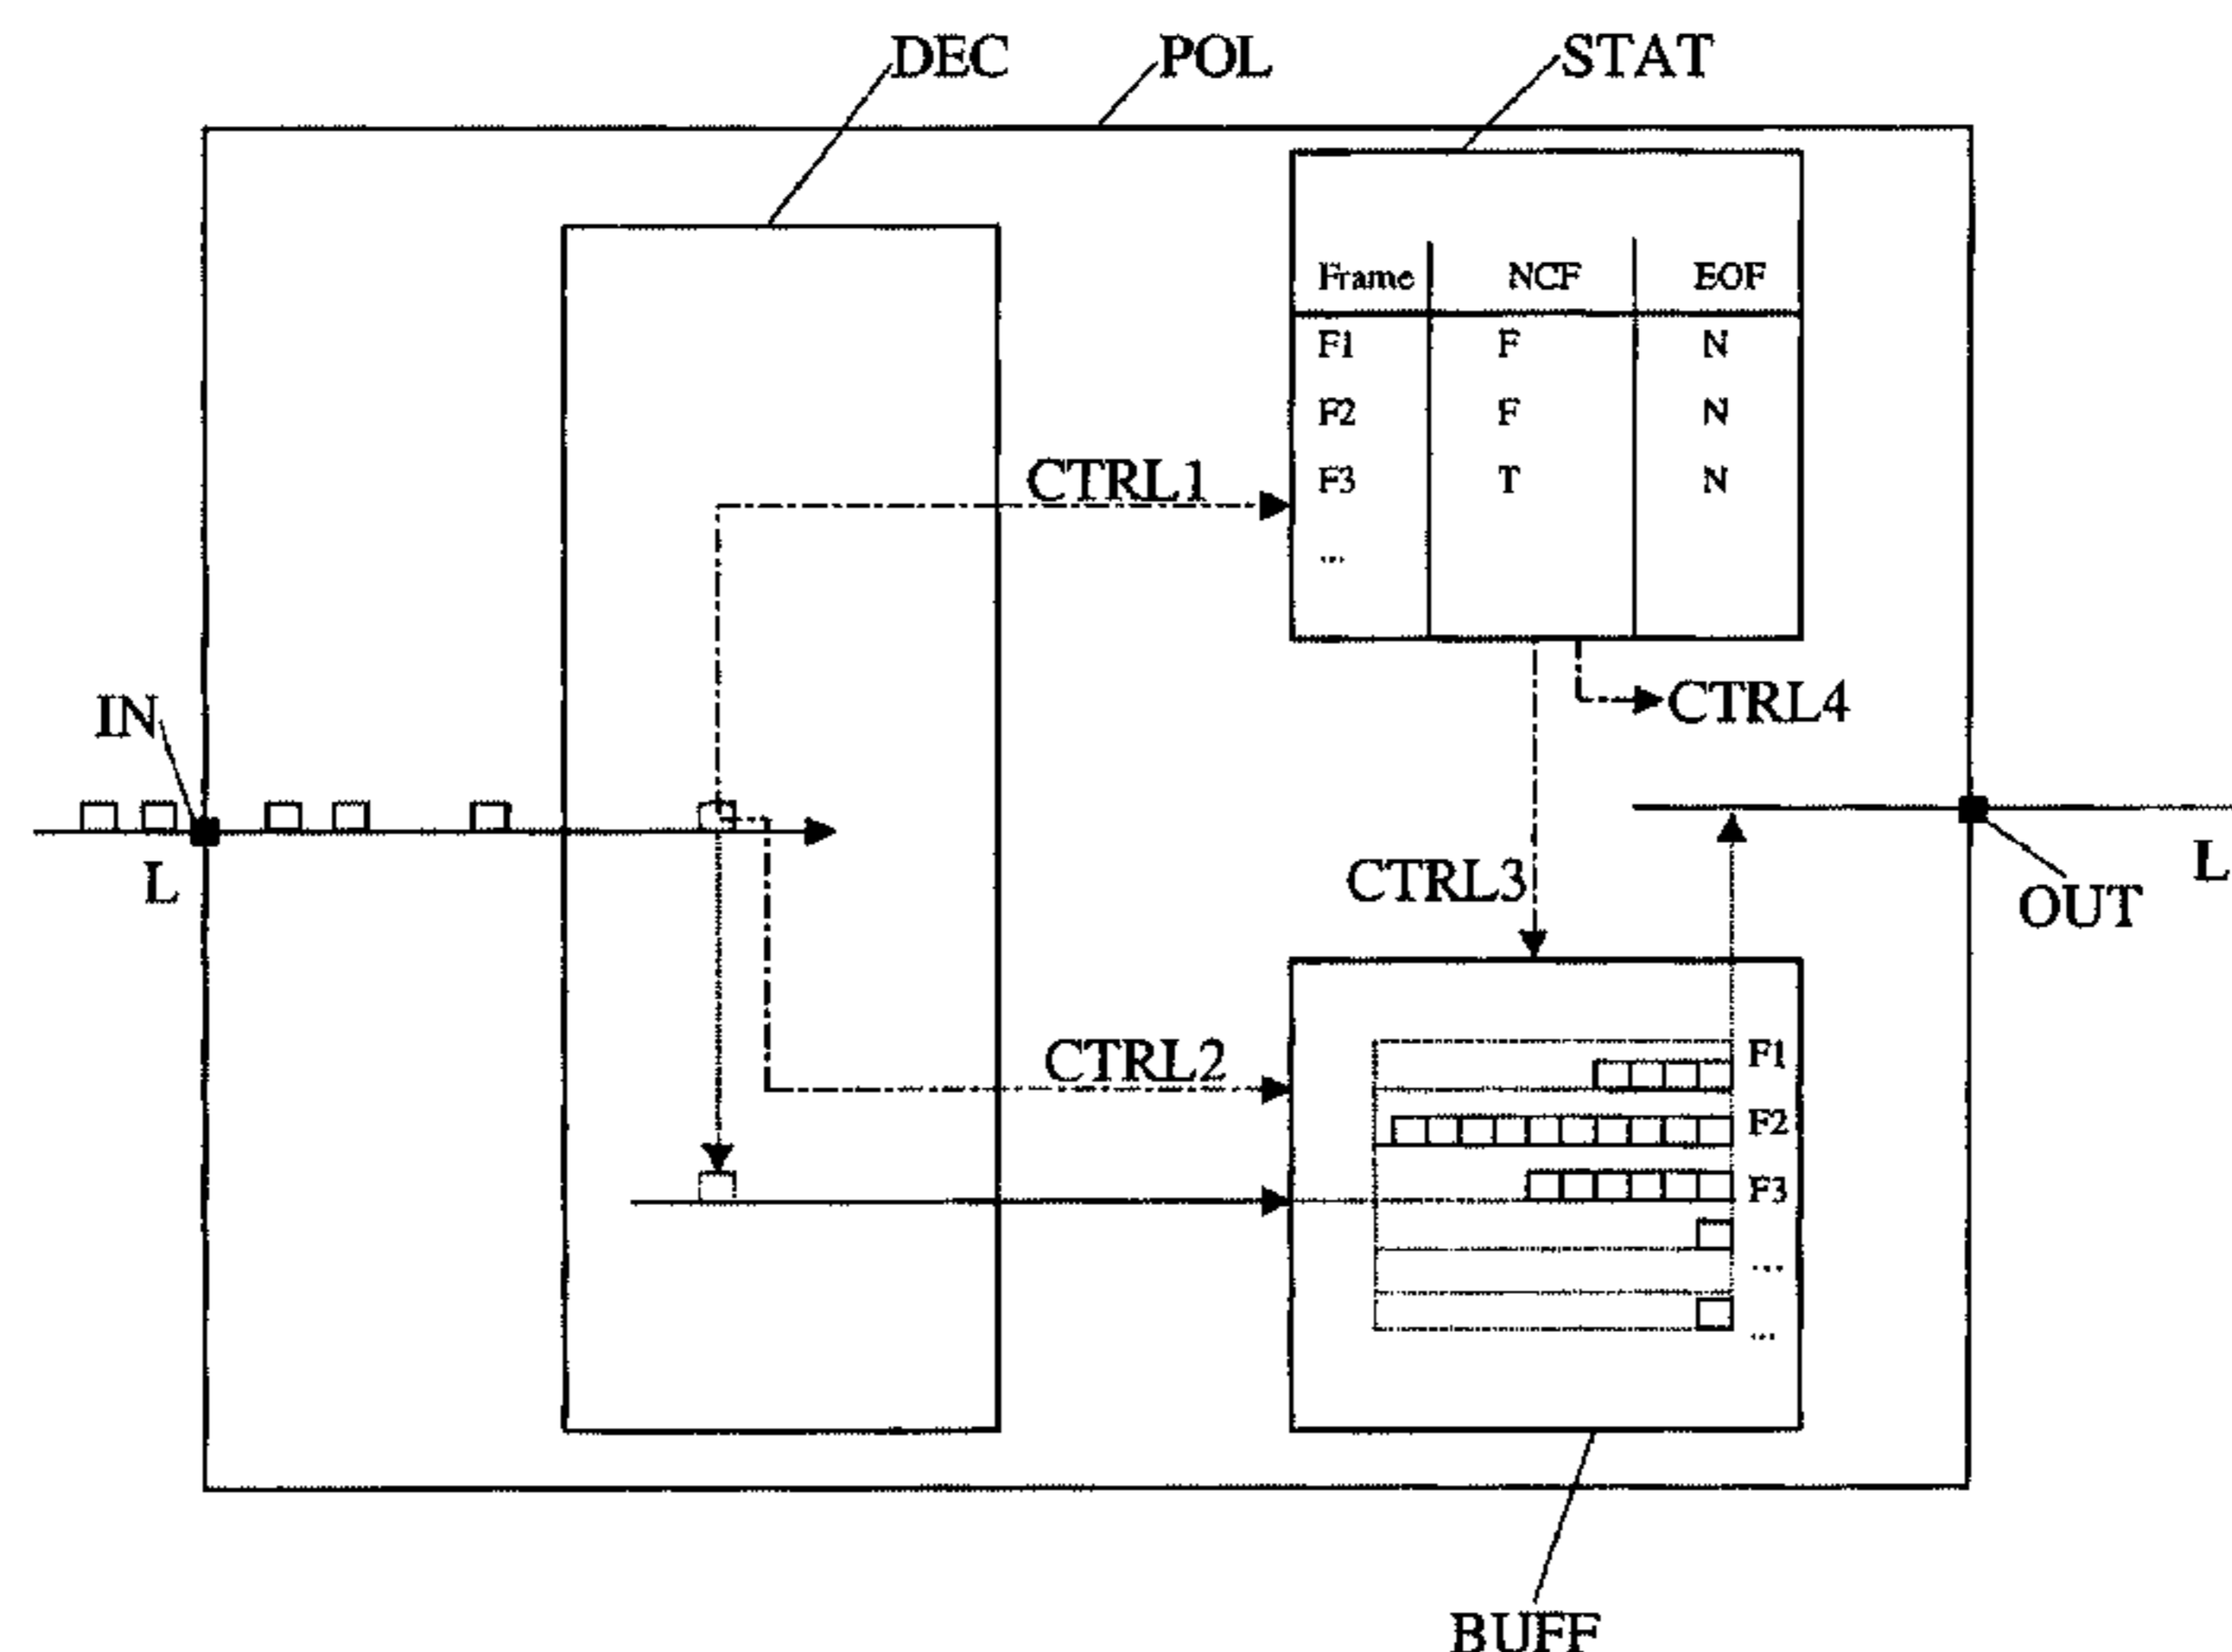 DEC POL STAT
Frame NCF EOF
F1 F N
F2 F N
F3 T N
...
CTRL1
IN
CTRL4
L
CTRL3
L
OUT
CTRL2
F1
F2
F3
...
...
BUFF